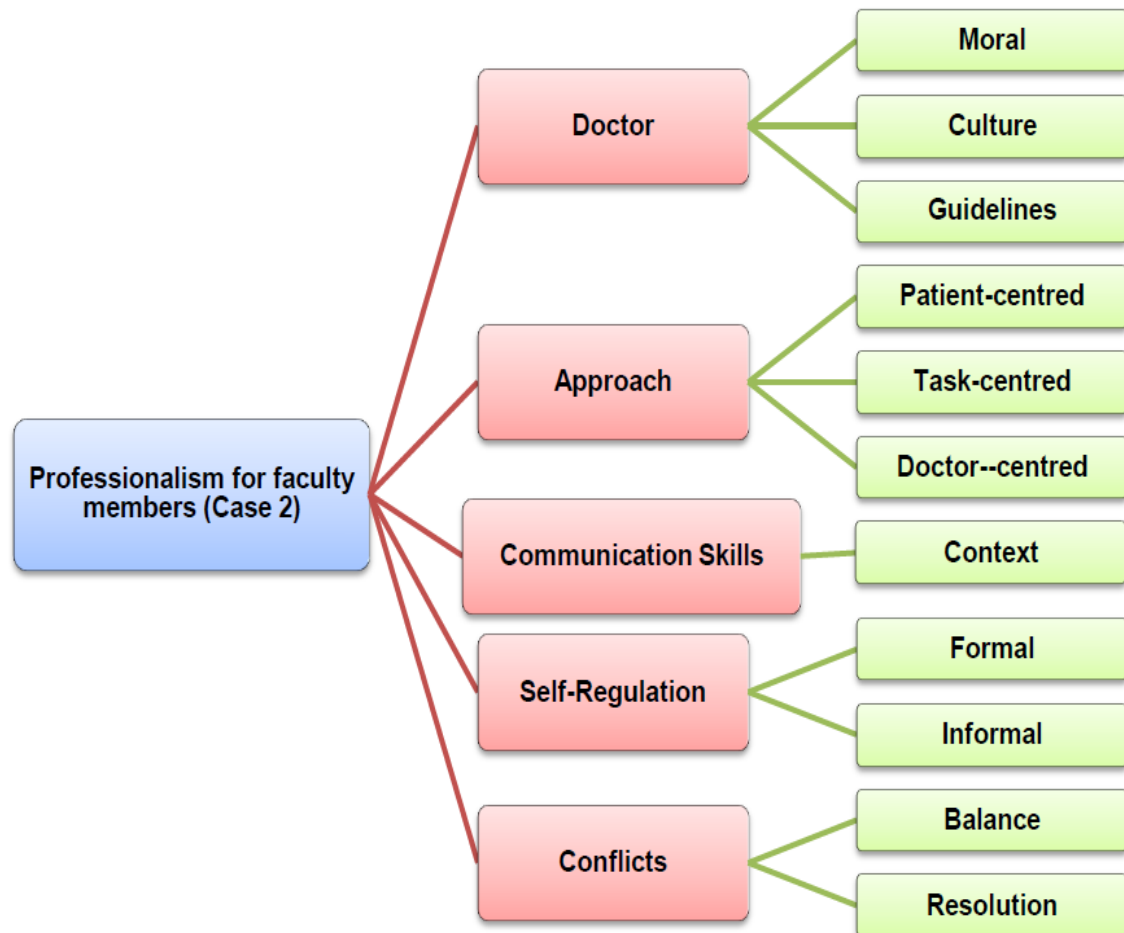 Professionalism for faculty
members (Case 2)
Doctor
Moral
Culture
Guidelines
Approach
Patient-centred
Task-centred
Doctor--centred
Communication Skills
Context
Self-Regulation
Formal
Informal
Conflicts
Balance
Resolution